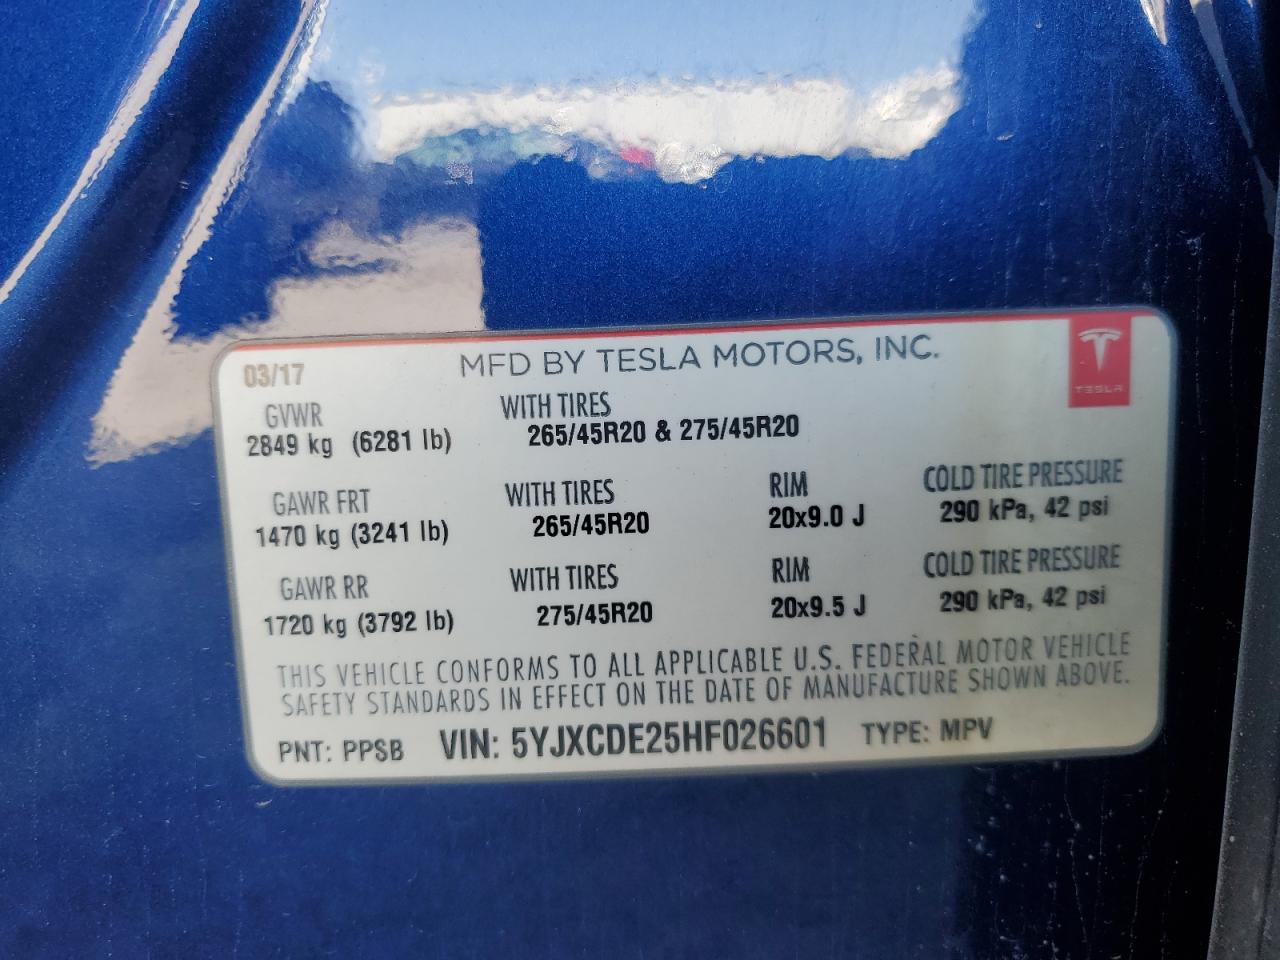 03/17 MFD BY TESLA MOTORS, INC.
TESLA
GVWR WITH TIRES
2849 kg (6281 lb) 265/45R20 & 275/45R20
GAWR FRT WITH TIRES RIM COLD TIRE PRESSURE
1470 kg (3241 lb) 265/45R20 20x9.0 J 290 kPa, 42 psi
GAWR RR WITH TIRES RIM COLD TIRE PRESSURE
1720 kg (3792 lb) 275/45R20 20x9.5 J 290 kPa, 42 psi
THIS VEHICLE CONFORMS TO ALL APPLICABLE U.S. FEDERAL MOTOR VEHICLE
SAFETY STANDARDS IN EFFECT ON THE DATE OF MANUFACTURE SHOWN ABOVE.
PNT: PPSB VIN: 5YJXCDE25HF026601 TYPE: MPV